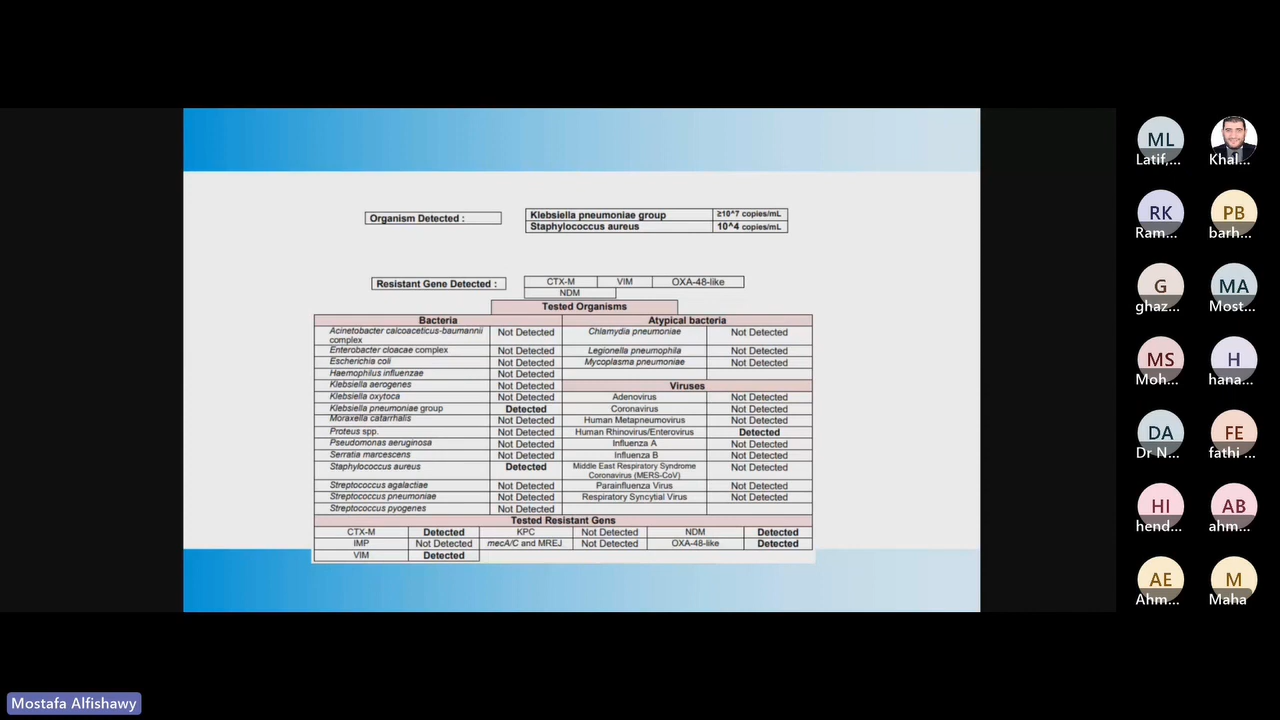 Organism Detected :
Klebsiella pneumoniae group ≥10^7 copies/mL
Staphylococcus aureus 10^4 copies/mL
Resistant Gene Detected :
CTX-M VIM OXA-48-like
NDM
Tested Organisms
Bacteria Atypical bacteria
Acinetobacter calcoaceticus-baumannii complex Not Detected Chlamydia pneumoniae Not Detected
Enterobacter cloacae complex Not Detected Legionella pneumophila Not Detected
Escherichia coli Not Detected Mycoplasma pneumoniae Not Detected
Haemophilus influenzae Not Detected
Klebsiella aerogenes Not Detected Viruses
Klebsiella oxytoca Not Detected Adenovirus Not Detected
Klebsiella pneumoniae group Detected Coronavirus Not Detected
Moraxella catarrhalis Not Detected Human Metapneumovirus Not Detected
Proteus spp. Not Detected Human Rhinovirus/Enterovirus Detected
Pseudomonas aeruginosa Not Detected Influenza A Not Detected
Serratia marcescens Not Detected Influenza B Not Detected
Staphylococcus aureus Detected Middle East Respiratory Syndrome Coronavirus (MERS-CoV) Not Detected
Streptococcus agalactiae Not Detected Parainfluenza Virus Not Detected
Streptococcus pneumoniae Not Detected Respiratory Syncytial Virus Not Detected
Streptococcus pyogenes Not Detected
Tested Resistant Gens
CTX-M Detected KPC Not Detected NDM Detected
IMP Not Detected mecA/C and MREJ Not Detected OXA-48-like Detected
VIM Detected
ML
Latif,... Khal...
RK PB
Ram... barh...
G MA
ghaz... Most...
MS H
Moh... hana...
DA FE
Dr N... fathi ...
HI AB
hend... ahm...
AE M
Ahm... Maha
Mostafa Alfishawy